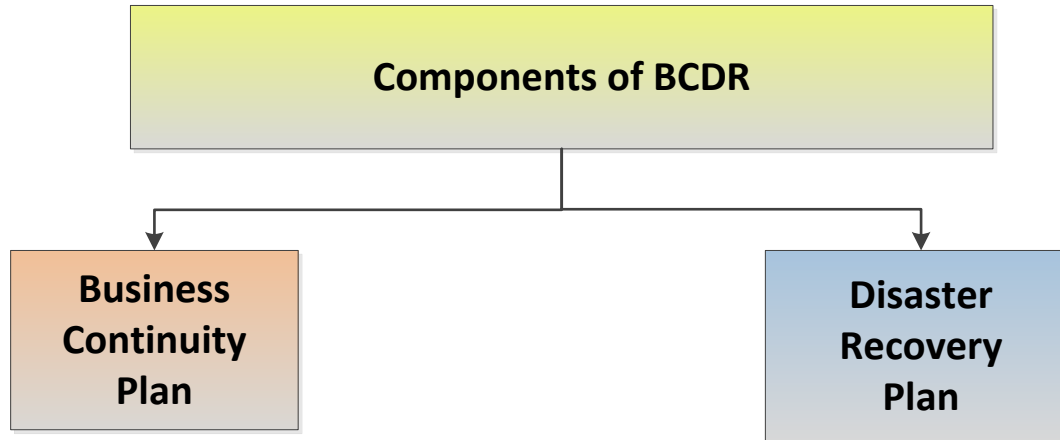 Components of BCDR
Business
Continuity
Plan
Disaster
Recovery
Plan